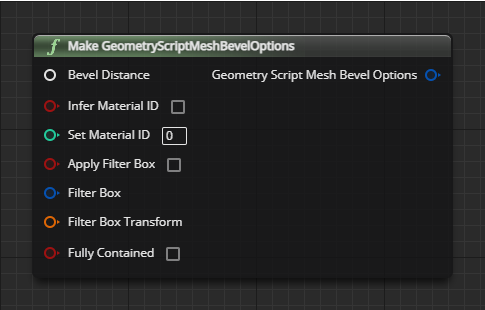 f Make GeometryScriptMeshBevelOptions
Bevel Distance Geometry Script Mesh Bevel Options
Infer Material ID
Set Material ID 0
Apply Filter Box
Filter Box
Filter Box Transform
Fully Contained